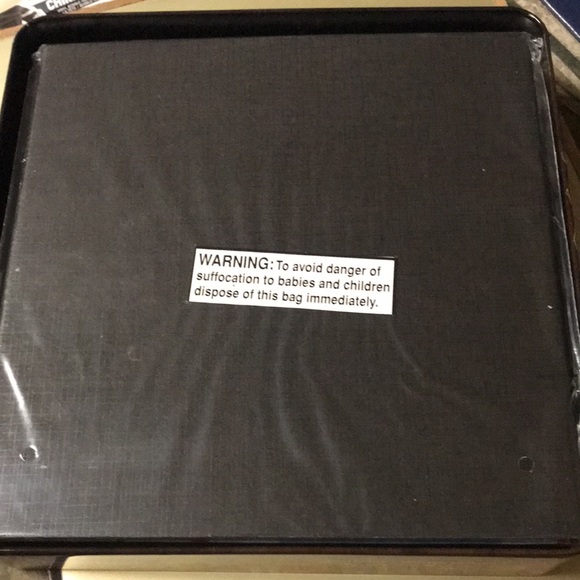 WARNING: To avoid danger of
suffocation to babies and children
dispose of this bag immediately.